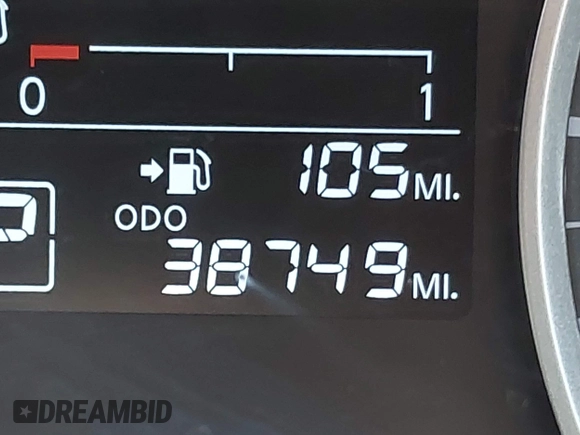 0 1
105 MI.
P
ODO
38749 MI.
DREAMBID